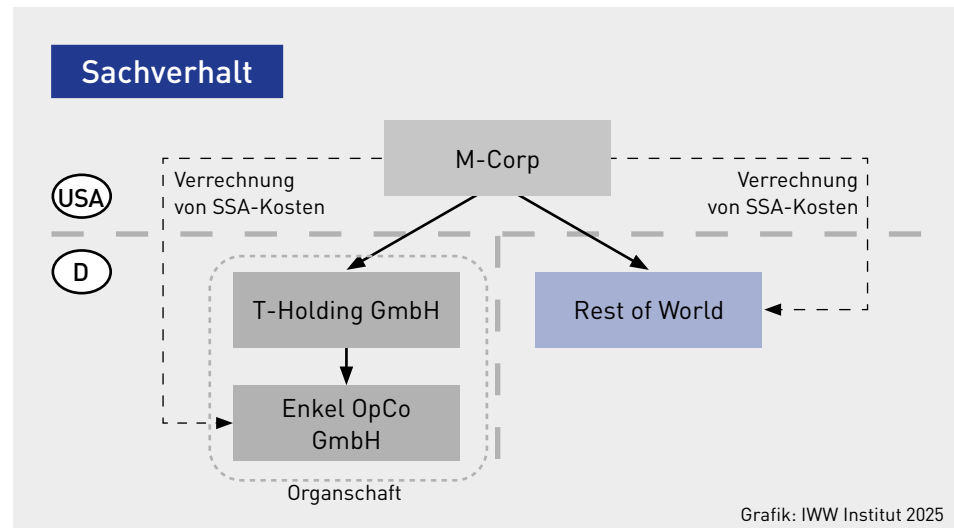 Sachverhalt
M-Corp
USA
Verrechnung
von SSA-Kosten
Verrechnung
von SSA-Kosten
D
T-Holding GmbH
Rest of World
Enkel OpCo
GmbH
Organschaft
Grafik: IWW Institut 2025